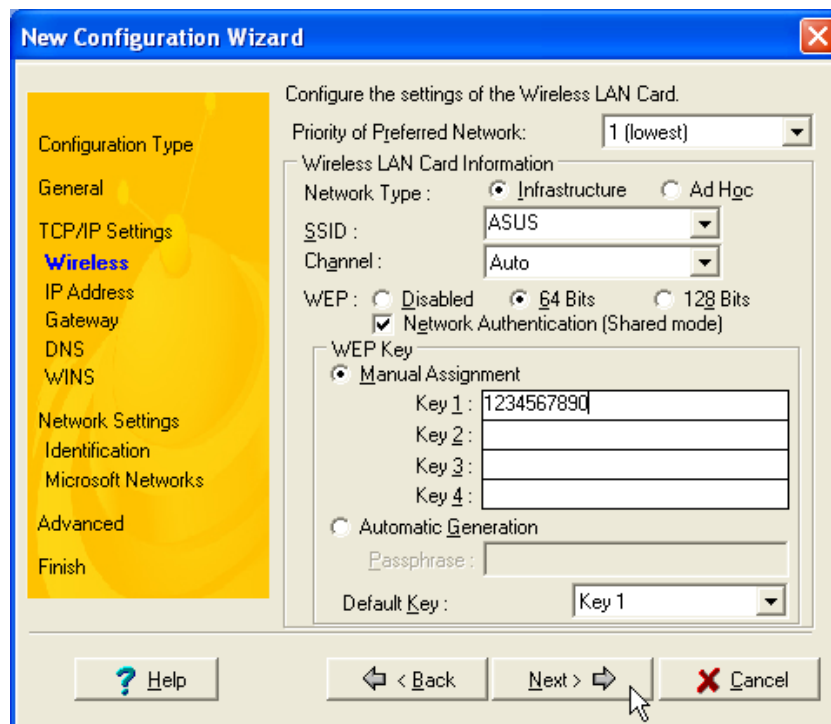 New Configuration Wizard
Configuration Type
General
TCP/IP Settings
Wireless
IP Address
Gateway
DNS
WINS
Network Settings
Identification
Microsoft Networks
Advanced
Finish
Configure the settings of the Wireless LAN Card.
Priority of Preferred Network: 1 (lowest)
Wireless LAN Card Information
Network Type : Infrastructure Ad Hoc
SSID : ASUS
Channel : Auto
WEP : Disabled 64 Bits 128 Bits
Network Authentication (Shared mode)
WEP Key
Manual Assignment
Key 1 : 1234567890
Key 2 :
Key 3 :
Key 4 :
Automatic Generation
Passphrase :
Default Key : Key 1
? Help < Back Next > Cancel